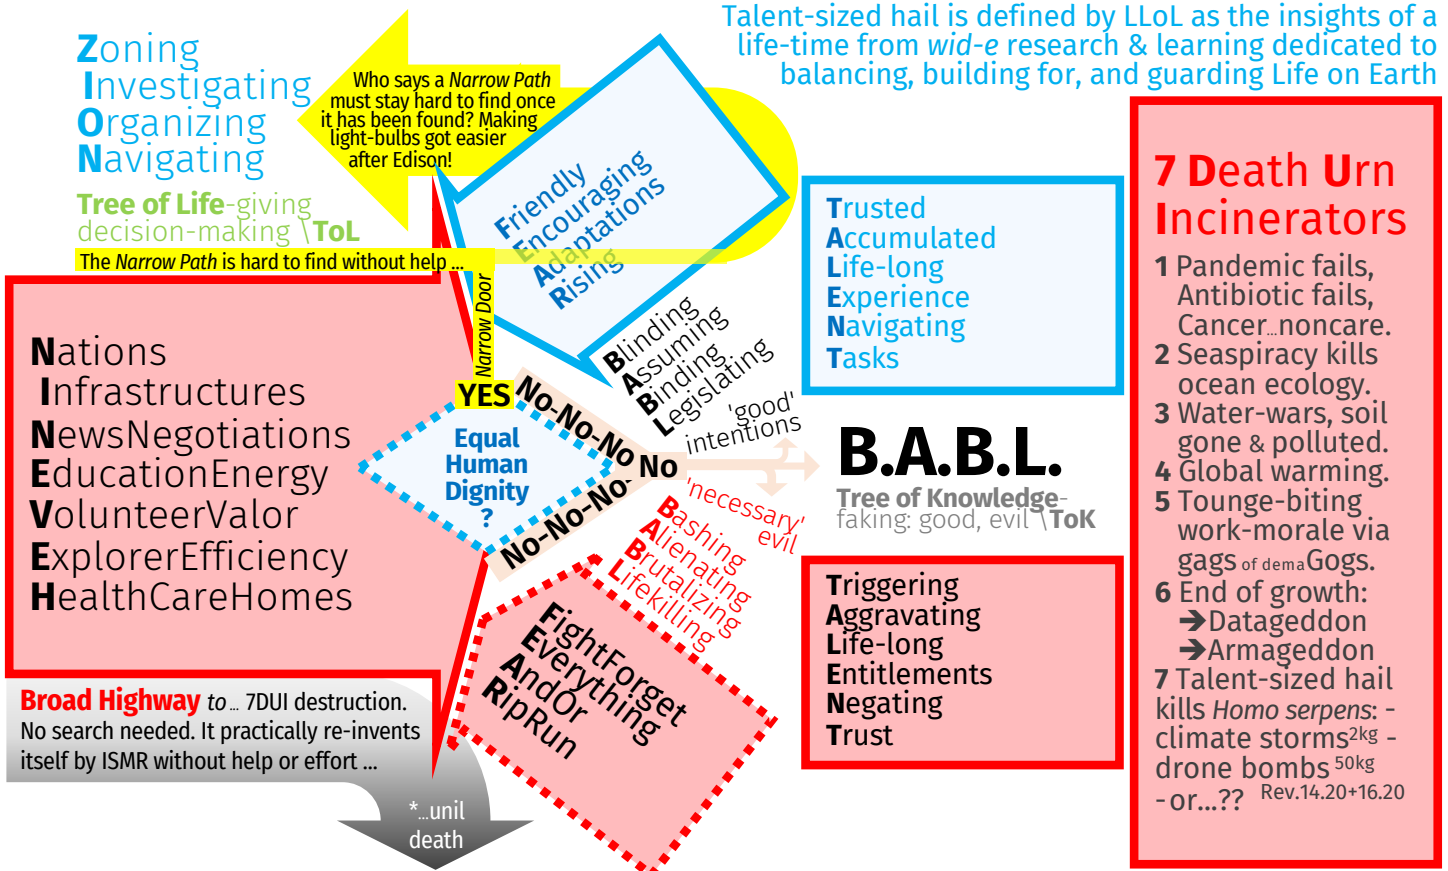 Talent-sized hail is defined by LLoL as the insights of a
life-time from wid-e research & learning dedicated to
balancing, building for, and guarding Life on Earth
Zoning
Investigating
Organizing
Navigating
Tree of Life-giving
decision-making \ToL
The Narrow Path is hard to find without help ...
Who says a Narrow Path
must stay hard to find once
it has been found? Making
light-bulbs got easier
after Edison!
Friendly
Encouraging
Adaptations
Rising
Narrow Door
YES
Nations
Infrastructures
NewsNegotiations
EducationEnergy
VolunteerValor
ExplorerEfficiency
HealthCareHomes
Equal
Human
Dignity
?
No-No-No-No
No
No-No-No-No
Blinding
Assuming
Binding
Legislating
'good'
intentions
B.A.B.L.
Tree of Knowledge-
faking: good, evil \ToK
'necessary'
evil
Bashing
Alienating
Brutalizing
Lifekilling
FightForget
Everything
AndOr
RipRun
Broad Highway to... 7DUI destruction.
No search needed. It practically re-invents
itself by ISMR without help or effort ...
*...unil
death
Trusted
Accumulated
Life-long
Experience
Navigating
Tasks
Triggering
Aggravating
Life-long
Entitlements
Negating
Trust
7 Death Urn
Incinerators
1 Pandemic fails,
Antibiotic fails,
Cancer...noncare.
2 Seaspiracy kills
ocean ecology.
3 Water-wars, soil
gone & polluted.
4 Global warming.
5 Tounge-biting
work-morale via
gags of demaGogs.
6 End of growth:
➔Datageddon
➔Armageddon
7 Talent-sized hail
kills Homo serpens: -
climate storms2kg -
drone bombs 50kg
-or...?? Rev.14.20+16.20